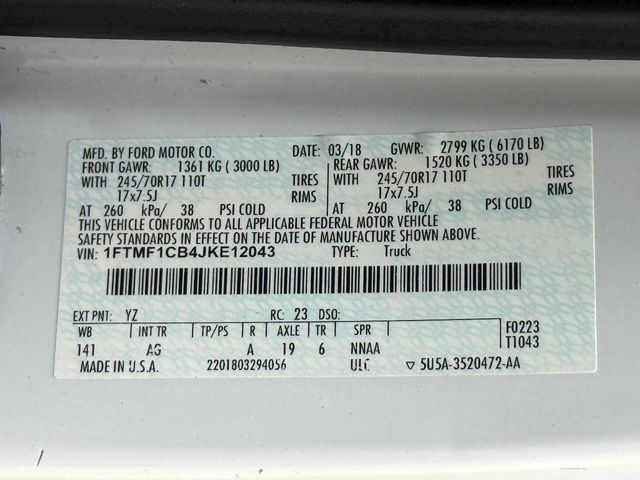 MFD. BY FORD MOTOR CO. DATE: 03/18 GVWR: 2799 KG ( 6170 LB)
FRONT GAWR: 1361 KG ( 3000 LB) REAR GAWR: 1520 KG ( 3350 LB)
WITH 245/70R17 110T TIRES WITH 245/70R17 110T TIRES
17x7.5J RIMS 17x7.5J RIMS
AT 260 kPa/ 38 PSI COLD AT 260 kPa/ 38 PSI COLD
THIS VEHICLE CONFORMS TO ALL APPLICABLE FEDERAL MOTOR VEHICLE
SAFETY STANDARDS IN EFFECT ON THE DATE OF MANUFACTURE SHOWN ABOVE.
VIN: 1FTMF1CB4JKE12043 TYPE: Truck
EXT PNT: YZ RC: 23 DSO:
WB INT TR TP/PS R AXLE TR SPR F0223
141 AG A 19 6 NNAA T1043
MADE IN U.S.A. 2201803294056 ULC ▽ 5U5A-3520472-AA